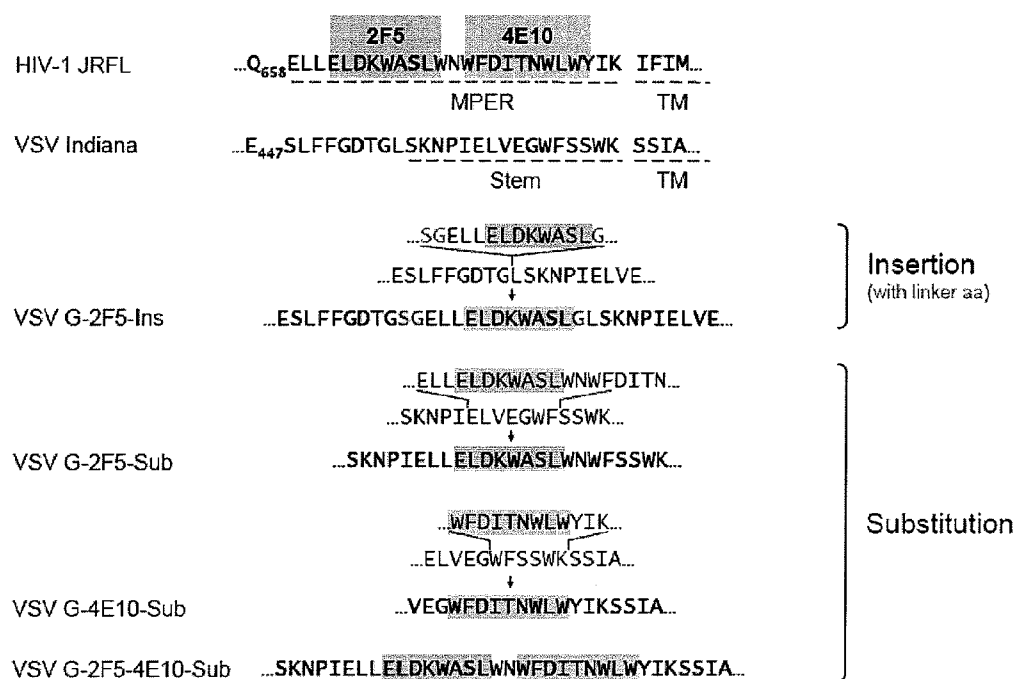 2F5 4E10
HIV-1 JRFL ...Q658ELLELDKWASLWNWFDITNWLWYIK IFIM...
MPER TM
VSV Indiana ...E447SLFFGDTGLSKNPIELVEGWFSSWK SSIA...
Stem TM
...SGELLELDKWASLG...
...ESLFFGDTGLSKNPIELVE...
Insertion
(with linker aa)
VSV G-2F5-Ins ...ESLFFGDTGSGELLELDKWASLGLSKNPIELVE...
...ELLELDKWASLWNWFDITN...
...SKNPIELVEGWFSSWK...
VSV G-2F5-Sub ...SKNPIELLELDKWASLWNWFSSWK...
Substitution
...WFDITNWLWYIK...
...ELVEGWFSSWKSSIA...
VSV G-4E10-Sub ...VEGWFDITNWLWYIKSSIA...
VSV G-2F5-4E10-Sub ...SKNPIELLELDKWASLWNWFDITNWLWYIKSSIA...